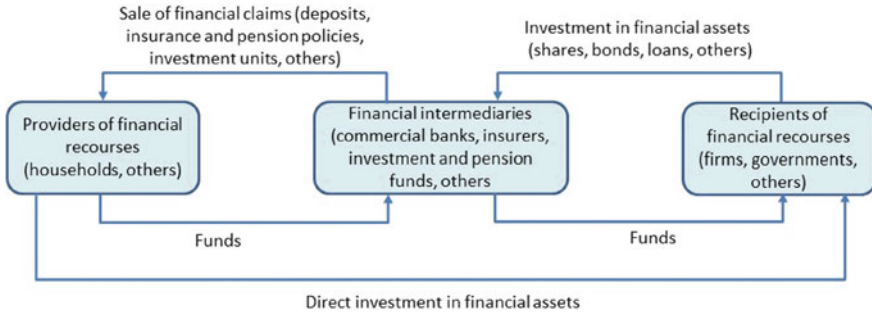 Sale of financial claims (deposits,
insurance and pension policies,
investment units, others)
Investment in financial assets
(shares, bonds, loans, others)
Providers of financial
recourses
(households, others)
Financial intermediaries
(commercial banks, insurers,
investment and pension
funds, others
Recipients of
financial recourses
(firms, governments,
others)
Funds
Funds
Direct investment in financial assets